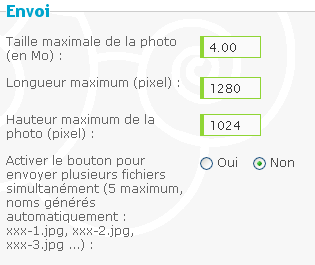 Envoi
Taille maximale de la photo
(en Mo) :
4.00
Longueur maximum (pixel) :
1280
Hauteur maximum de la
photo (pixel) :
1024
Activer le bouton pour
envoyer plusieurs fichiers
simultanément (5 maximum,
noms générés
automatiquement :
xxx-1.jpg, xxx-2.jpg,
xxx-3.jpg ...) :
Oui Non